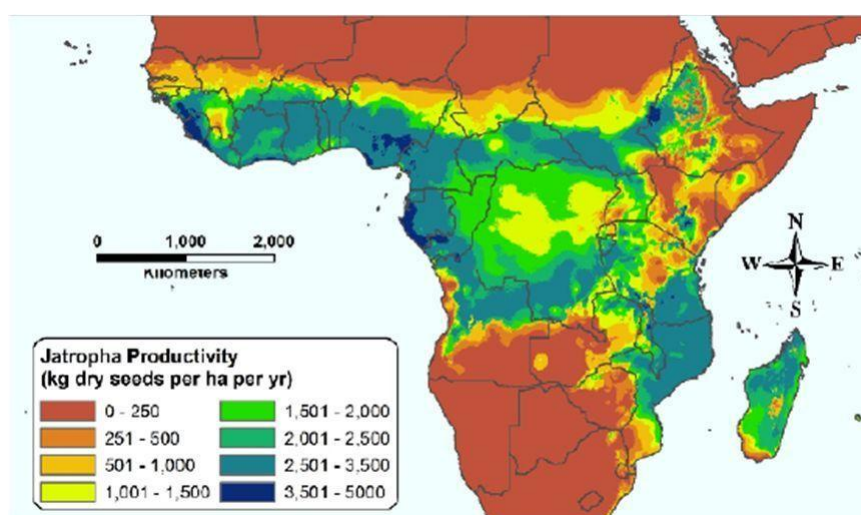 0 1,000 2,000
Kilometers
N
W E
S
Jatropha Productivity
(kg dry seeds per ha per yr)
0 - 250
251 - 500
501 - 1,000
1,001 - 1,500
1,501 - 2,000
2,001 - 2,500
2,501 - 3,500
3,501 - 5000